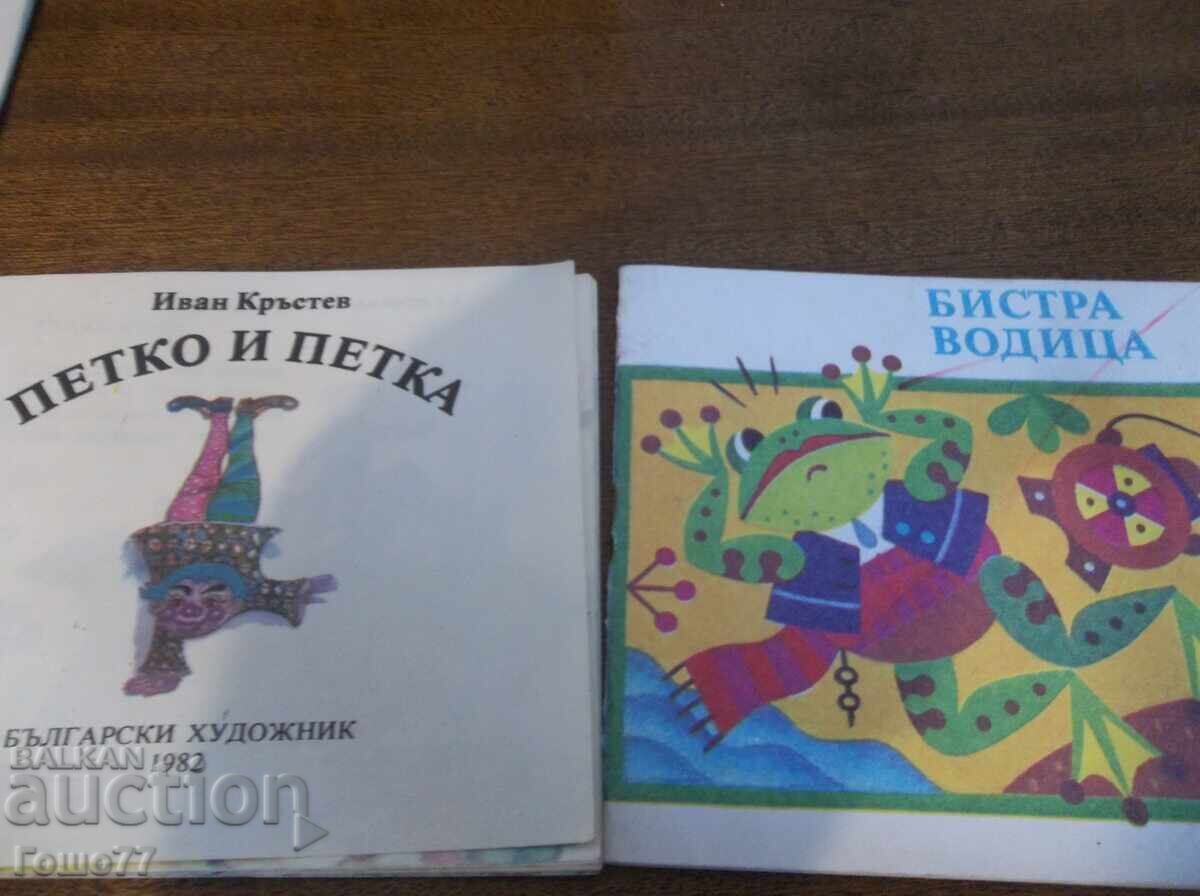 Иван Кръстев
ПЕТКО И ПЕТКА
БЪЛГАРСКИ ХУДОЖНИК
1982
БИСТРА
ВОДИЦА
BALKAN
auction
Гошо77